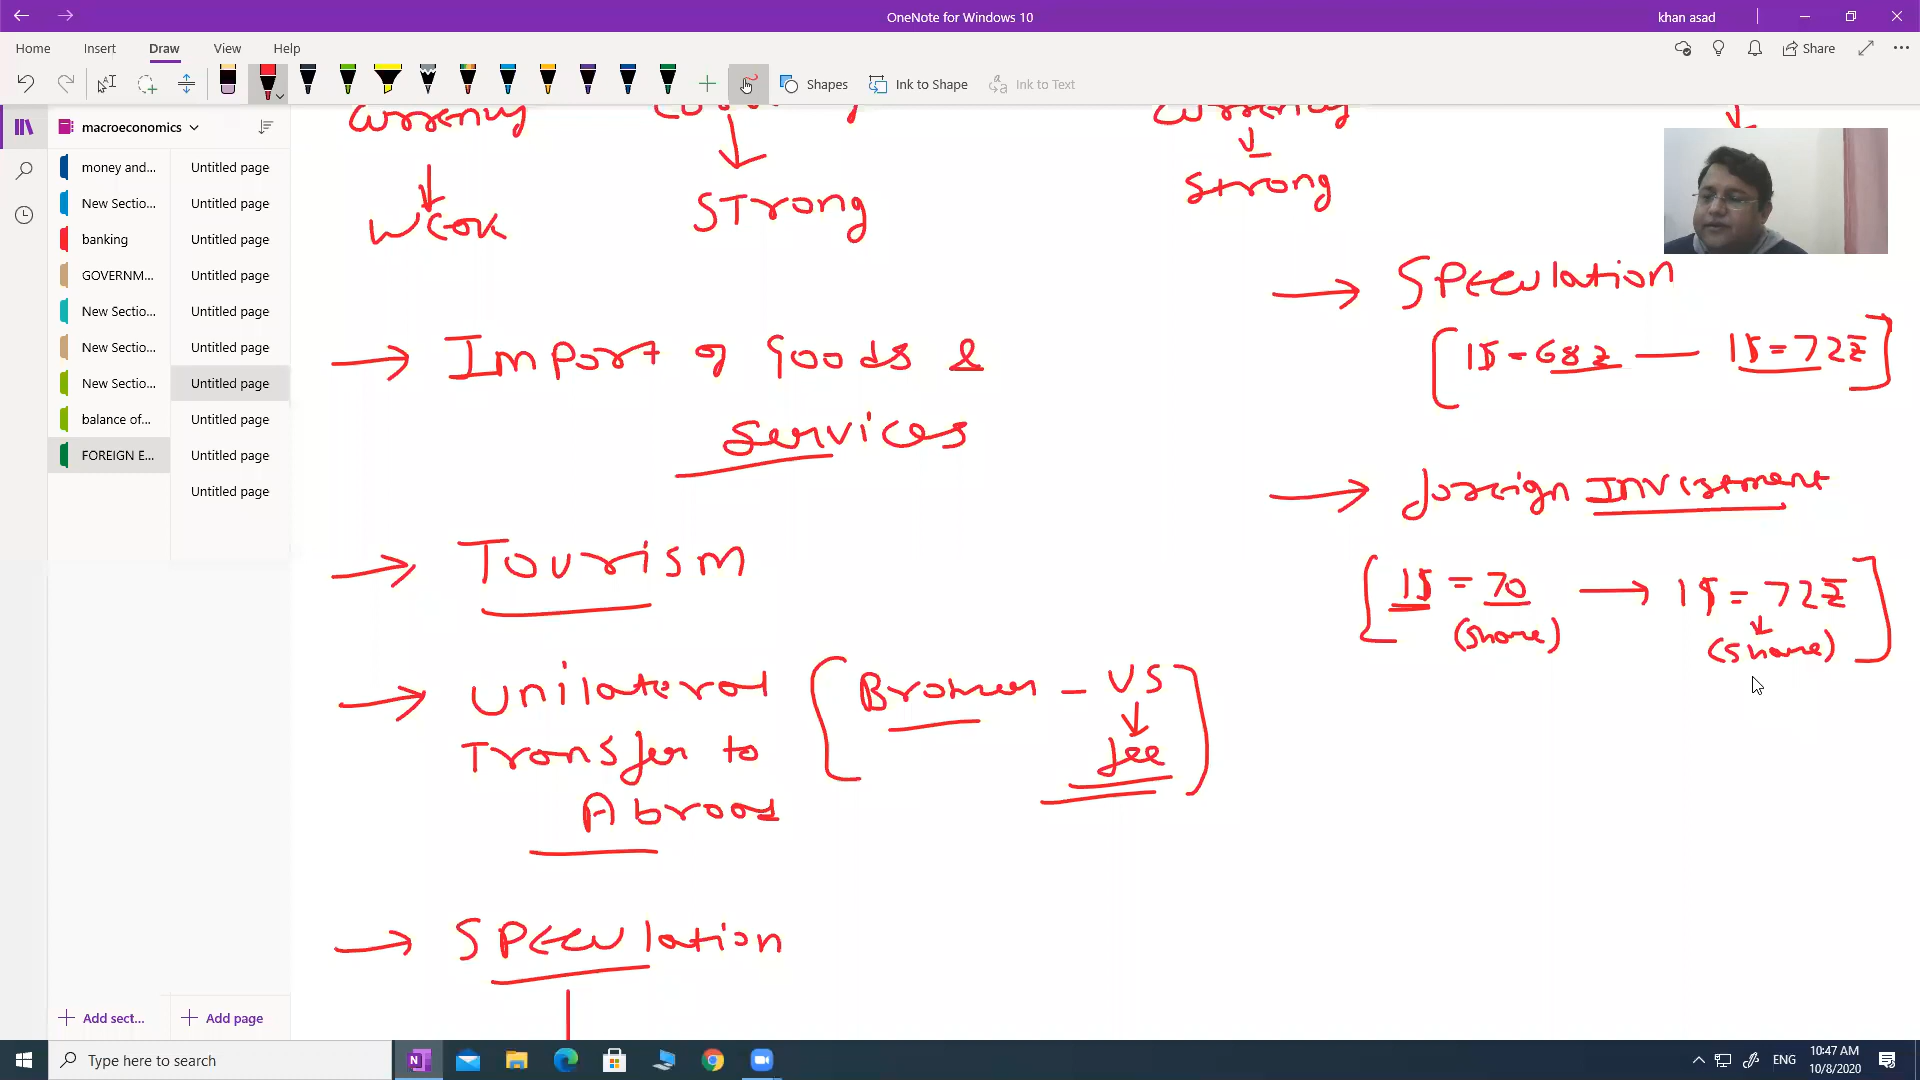 OneNote for Windows 10
khan asad
Home
Insert
Draw
View
Help
Share
Shapes
Ink to Shape
Ink to Text
macroeconomics
money and...
New Sectio...
banking
GOVERNM...
New Sectio...
New Sectio...
New Sectio...
balance of...
FOREIGN E...
Untitled page
Untitled page
Untitled page
Untitled page
Untitled page
Untitled page
Untitled page
Untitled page
Untitled page
Untitled page
Add sect...
Add page
Currency
Weak
Strong
Currency
Strong
→ Import of Goods &
services
→ Tourism
→ Unilateral
Transfer to
Abroad
[Brother - US
↓
fee]
→ Speculation
→ Speculation
[1$ = 68₹ — 1$ = 72₹]
→ foreign Investment
[1$ = 70 → 1$ = 72₹]
(share)
(share)
Type here to search
ENG
10:47 AM
10/8/2020